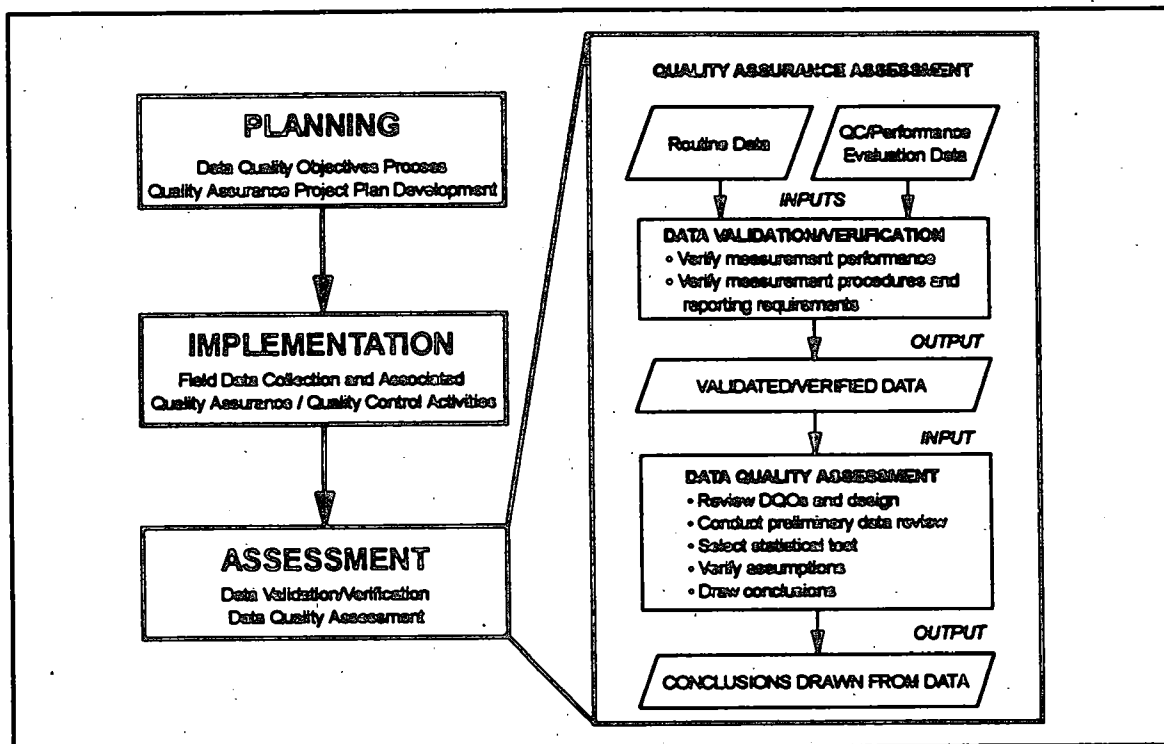 PLANNING
Data Quality Objectives Process
Quality Assurance Project Plan Development
IMPLEMENTATION
Field Data Collection and Associated
Quality Assurance / Quality Control Activities
ASSESSMENT
Data Validation/Verification
Data Quality Assessment
QUALITY ASSURANCE ASSESSMENT
Routine Data
QC/Performance
Evaluation Data
INPUTS
DATA VALIDATION/VERIFICATION
• Verify measurement performance
• Verify measurement procedures and
reporting requirements
OUTPUT
VALIDATED/VERIFIED DATA
INPUT
DATA QUALITY ASSESSMENT
• Review DQOs and design
• Conduct preliminary data review
• Select statistical test
• Verify assumptions
• Draw conclusions
OUTPUT
CONCLUSIONS DRAWN FROM DATA